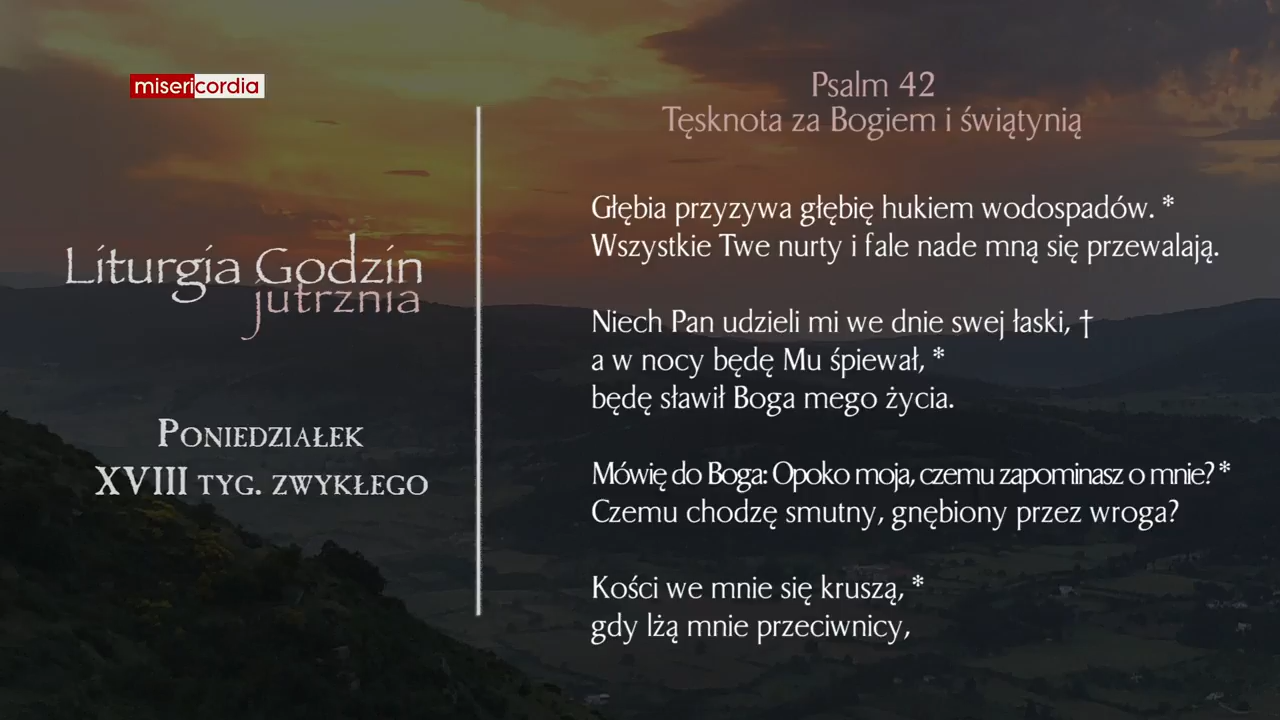 misericordia
Liturgia Godzin
jutrznia
Poniedziałek
XVIII tyg. zwykłego
Psalm 42
Tęsknota za Bogiem i świątynią
Głębia przyzywa głębię hukiem wodospadów. *
Wszystkie Twe nurty i fale nade mną się przewalają.
Niech Pan udzieli mi we dnie swej łaski, †
a w nocy będę Mu śpiewał, *
będę sławił Boga mego życia.
Mówię do Boga: Opoko moja, czemu zapominasz o mnie? *
Czemu chodzę smutny, gnębiony przez wroga?
Kości we mnie się kruszą, *
gdy lżą mnie przeciwnicy,